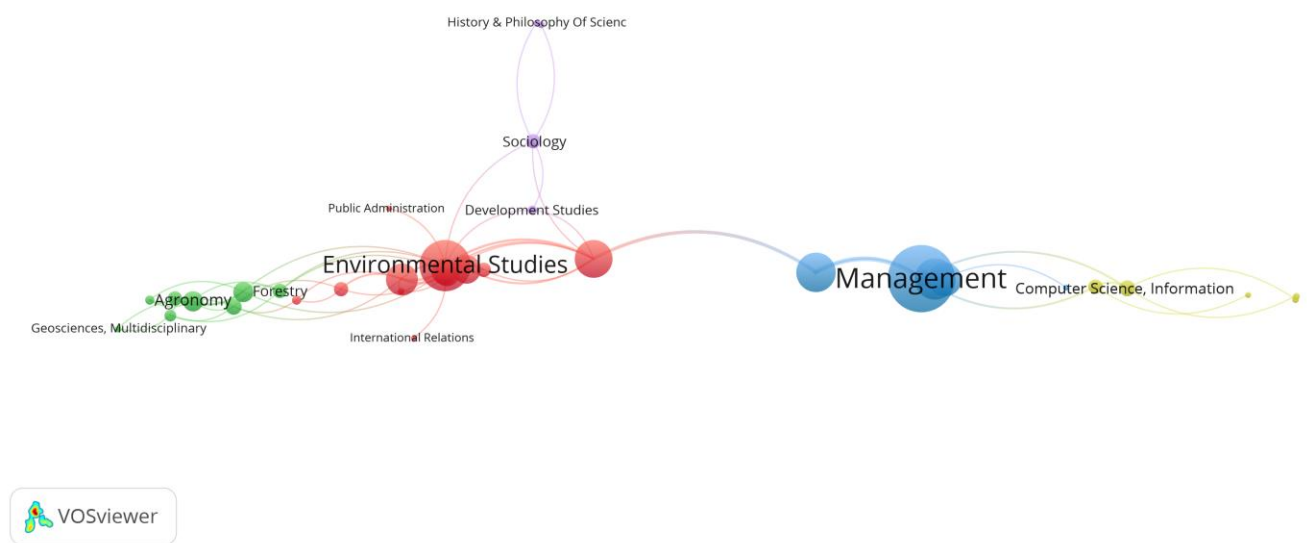 History & Philosophy Of Scienc
Sociology
Public Administration
Development Studies
Environmental Studies
Management
Computer Science, Information
Forestry
Agronomy
Geosciences, Multidisciplinary
International Relations
VOSviewer